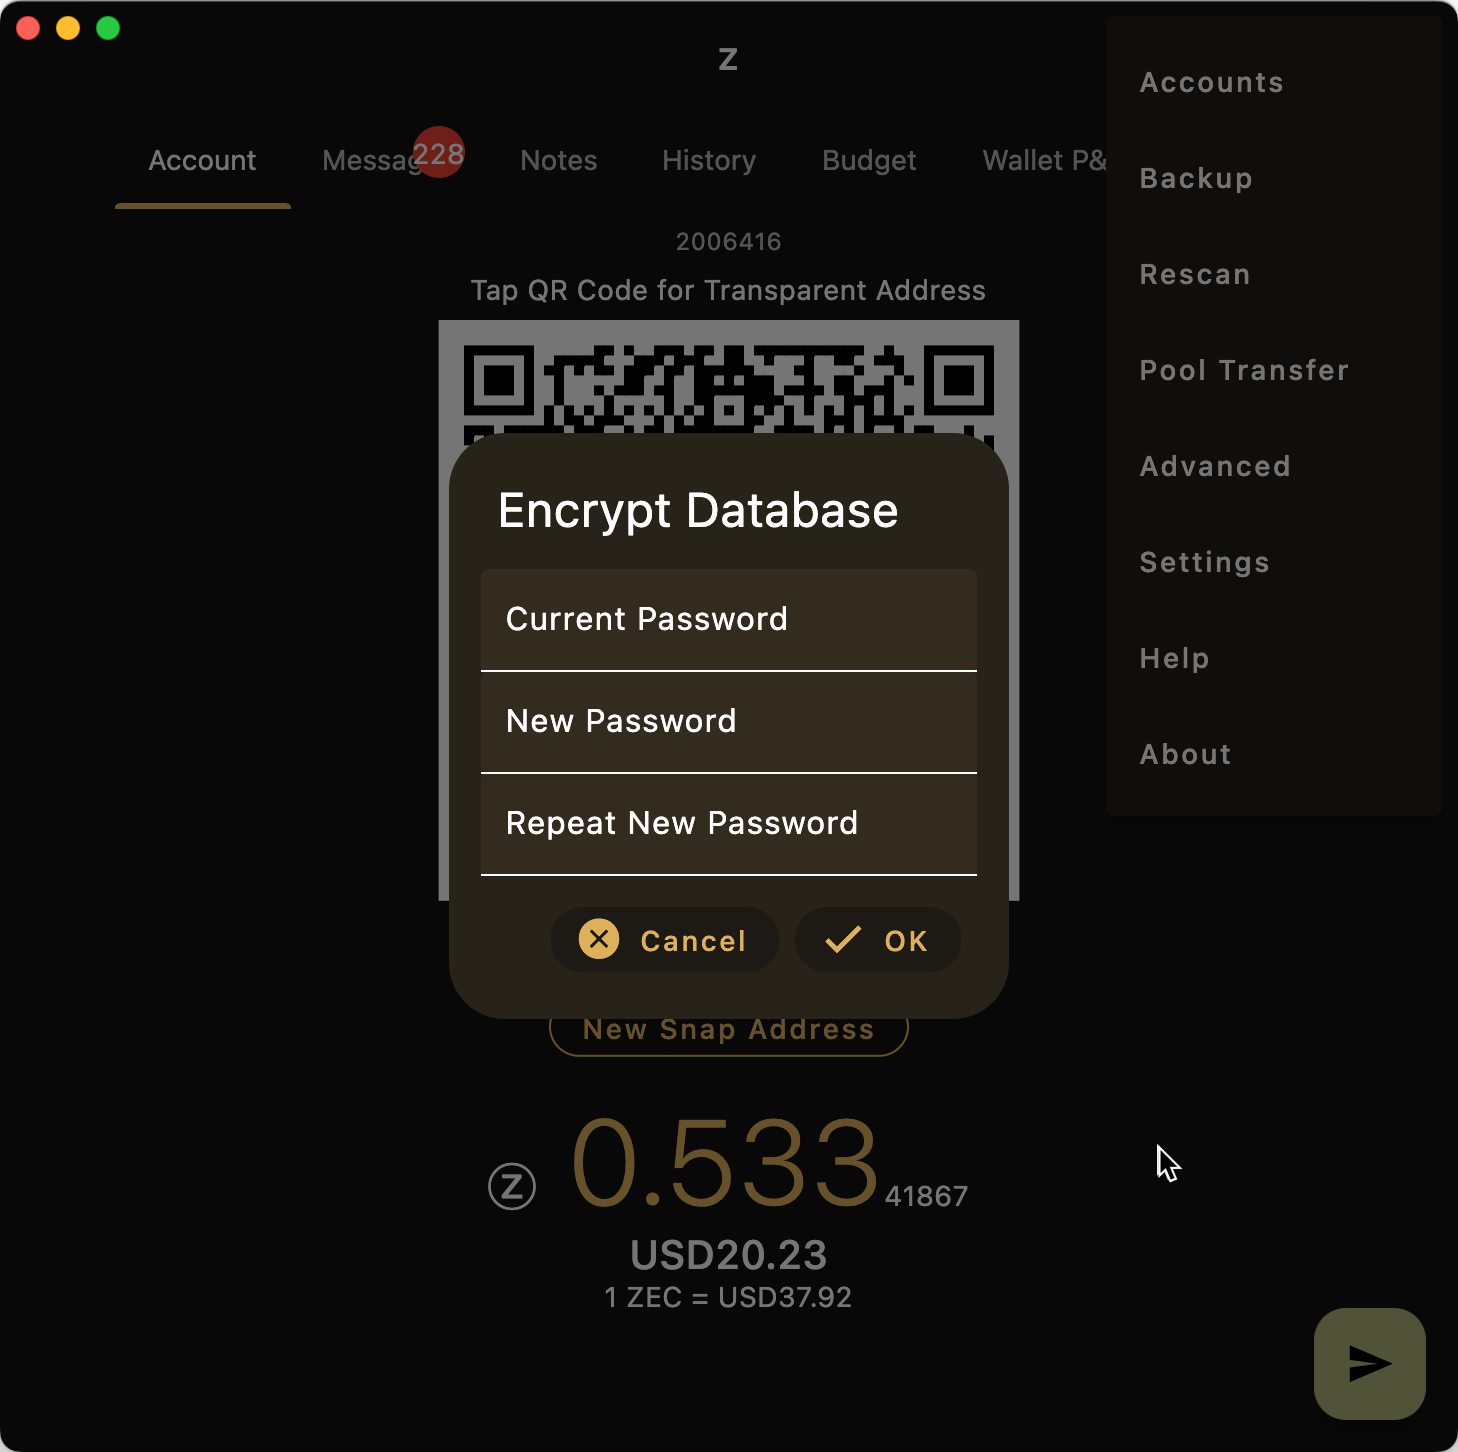 Z
Account
Messag
228
Notes
History
Budget
Wallet P&
Accounts
Backup
Rescan
Pool Transfer
Advanced
Settings
Help
About
2006416
Tap QR Code for Transparent Address
Encrypt Database
Current Password
New Password
Repeat New Password
Cancel
OK
New Snap Address
0.533
41867
USD20.23
1 ZEC = USD37.92